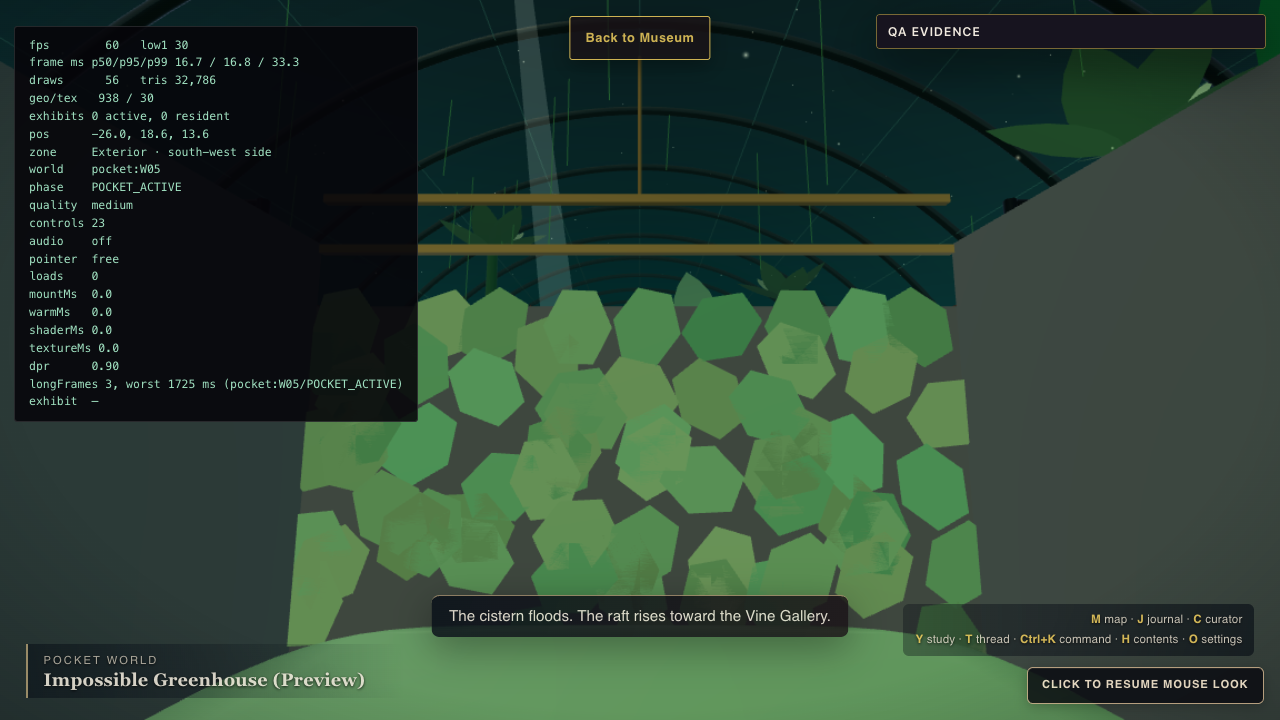 fps 60 low1 30
frame ms p50/p95/p99 16.7 / 16.8 / 33.3
draws 56 tris 32,786
geo/tex 938 / 30
exhibits 0 active, 0 resident
pos −26.0, 18.6, 13.6
zone Exterior · south−west side
world pocket:W05
phase POCKET_ACTIVE
quality medium
controls 23
audio off
pointer free
loads 0
mountMs 0.0
warmMs 0.0
shaderMs 0.0
textureMs 0.0
dpr 0.90
longFrames 3, worst 1725 ms (pocket:W05/POCKET_ACTIVE)
exhibit —
Back to Museum
QA EVIDENCE
The cistern floods. The raft rises toward the Vine Gallery.
M map · J journal · C curator
Y study · T thread · Ctrl+K command · H contents · O settings
POCKET WORLD
Impossible Greenhouse (Preview)
CLICK TO RESUME MOUSE LOOK